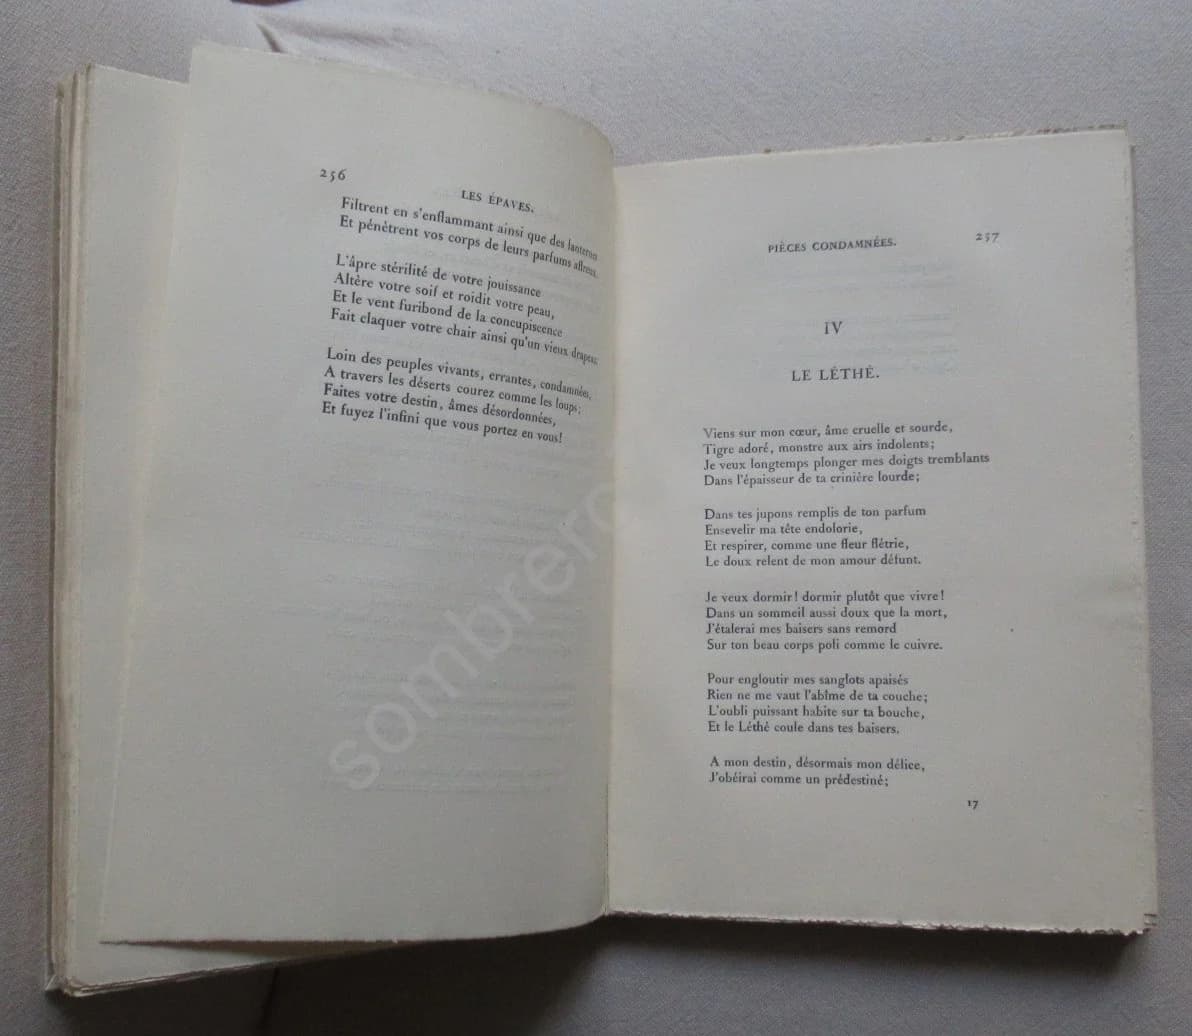 256
LES ÉPAVES.
Filtrent en s'enflammant ainsi que des lanternes
Et pénètrent vos corps de leurs parfums affreux.
L'âpre stérilité de votre jouissance
Altère votre soif et roidit votre peau,
Et le vent furibond de la concupiscence
Fait claquer votre chair ainsi qu'un vieux drapeau.
Loin des peuples vivants, errantes, condamnées,
A travers les déserts courez comme les loups;
Faites votre destin, âmes désordonnées,
Et fuyez l'infini que vous portez en vous!
PIÈCES CONDAMNÉES.
257
IV
LE LÉTHÉ.
Viens sur mon cœur, âme cruelle et sourde,
Tigre adoré, monstre aux airs indolents;
Je veux longtemps plonger mes doigts tremblants
Dans l'épaisseur de ta crinière lourde;
Dans tes jupons remplis de ton parfum
Ensevelir ma tête endolorie,
Et respirer, comme une fleur flétrie,
Le doux relent de mon amour défunt.
Je veux dormir! dormir plutôt que vivre!
Dans un sommeil aussi doux que la mort,
J'étalerai mes baisers sans remord
Sur ton beau corps poli comme le cuivre.
Pour engloutir mes sanglots apaisés
Rien ne me vaut l'abîme de ta couche;
L'oubli puissant habite sur ta bouche,
Et le Léthé coule dans tes baisers.
A mon destin, désormais mon délice,
J'obéirai comme un prédestiné;
17